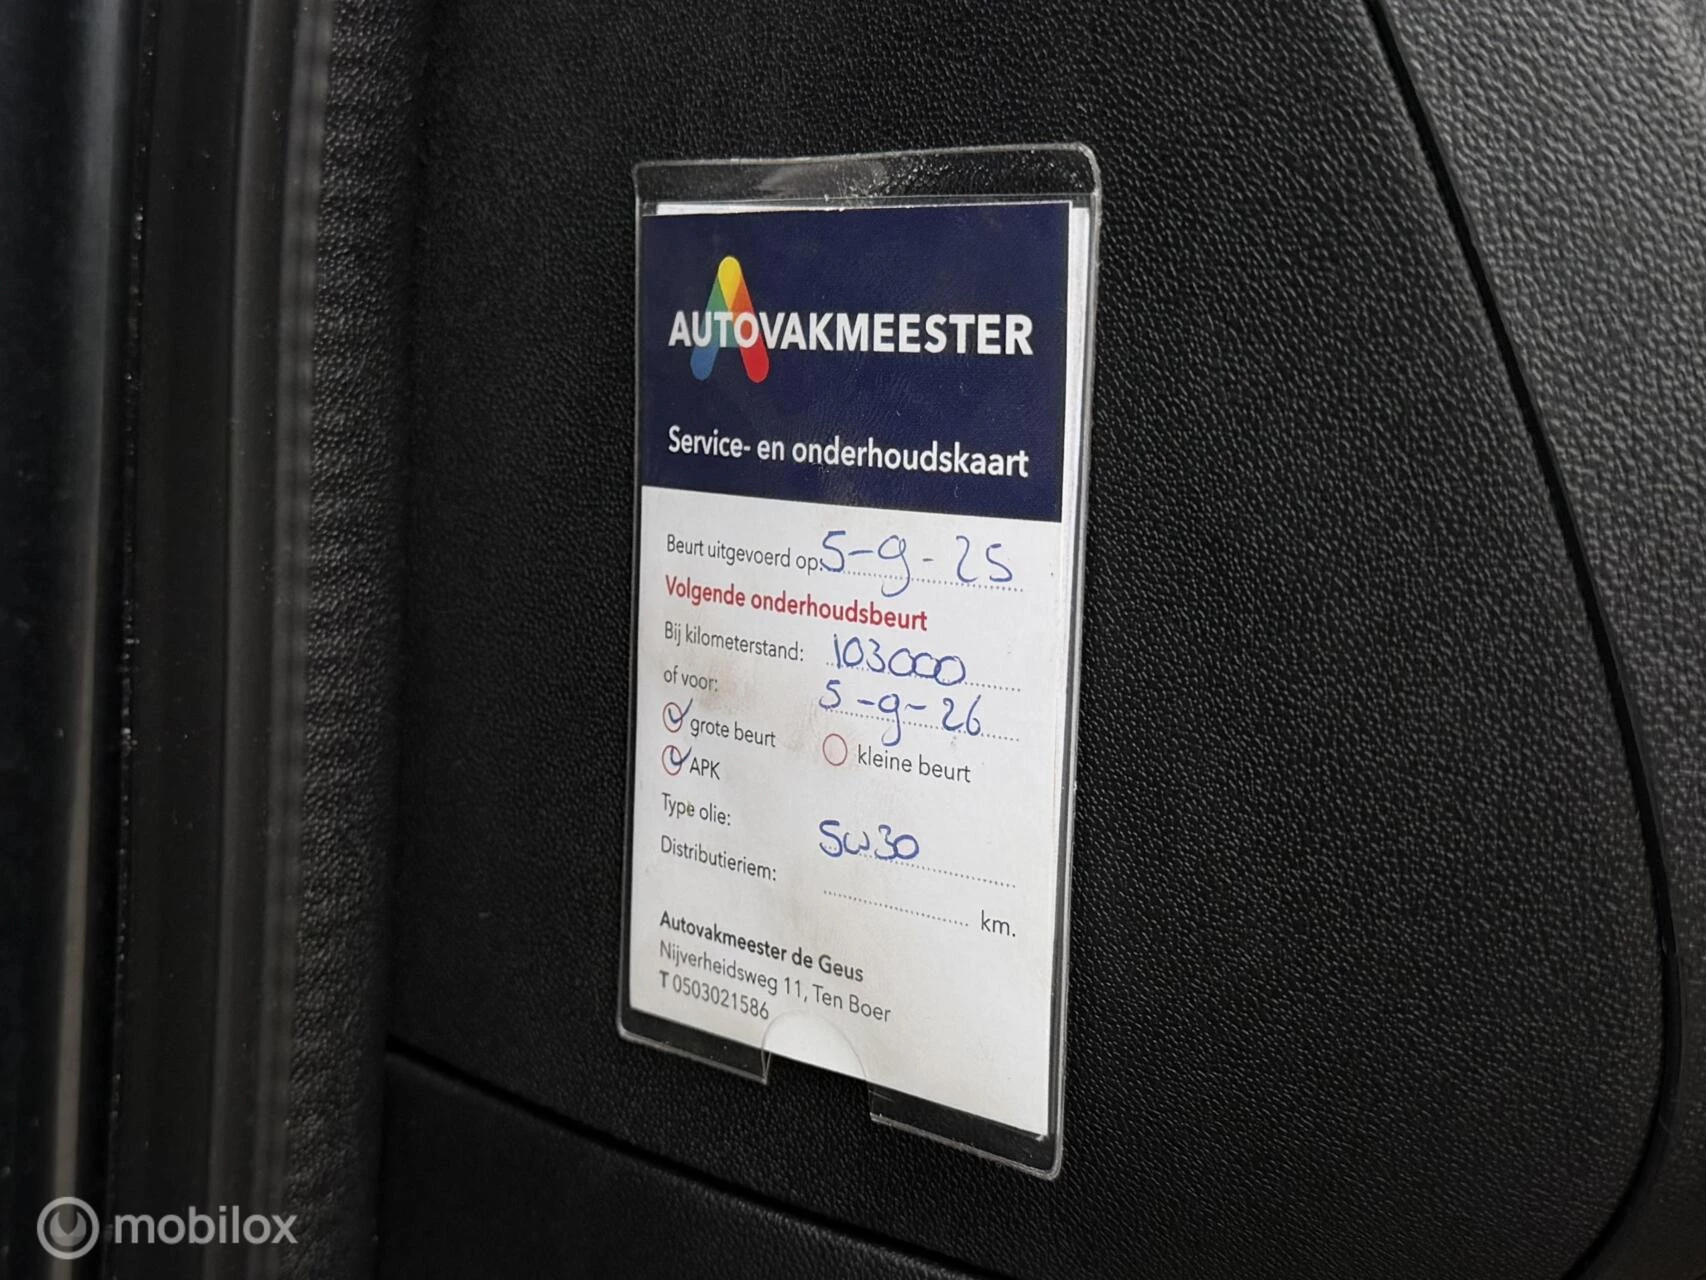 AUTOVAKMEESTER
Service- en onderhoudskaart
Beurt uitgevoerd op: 5-9-25
Volgende onderhoudsbeurt
Bij kilometerstand: 103000
of voor: 5-9-26
grote beurt kleine beurt
APK
Type olie: 5W30
Distributieriem: km.
Autovakmeester de Geus
Nijverheidsweg 11, Ten Boer
T 0503021586
mobilox